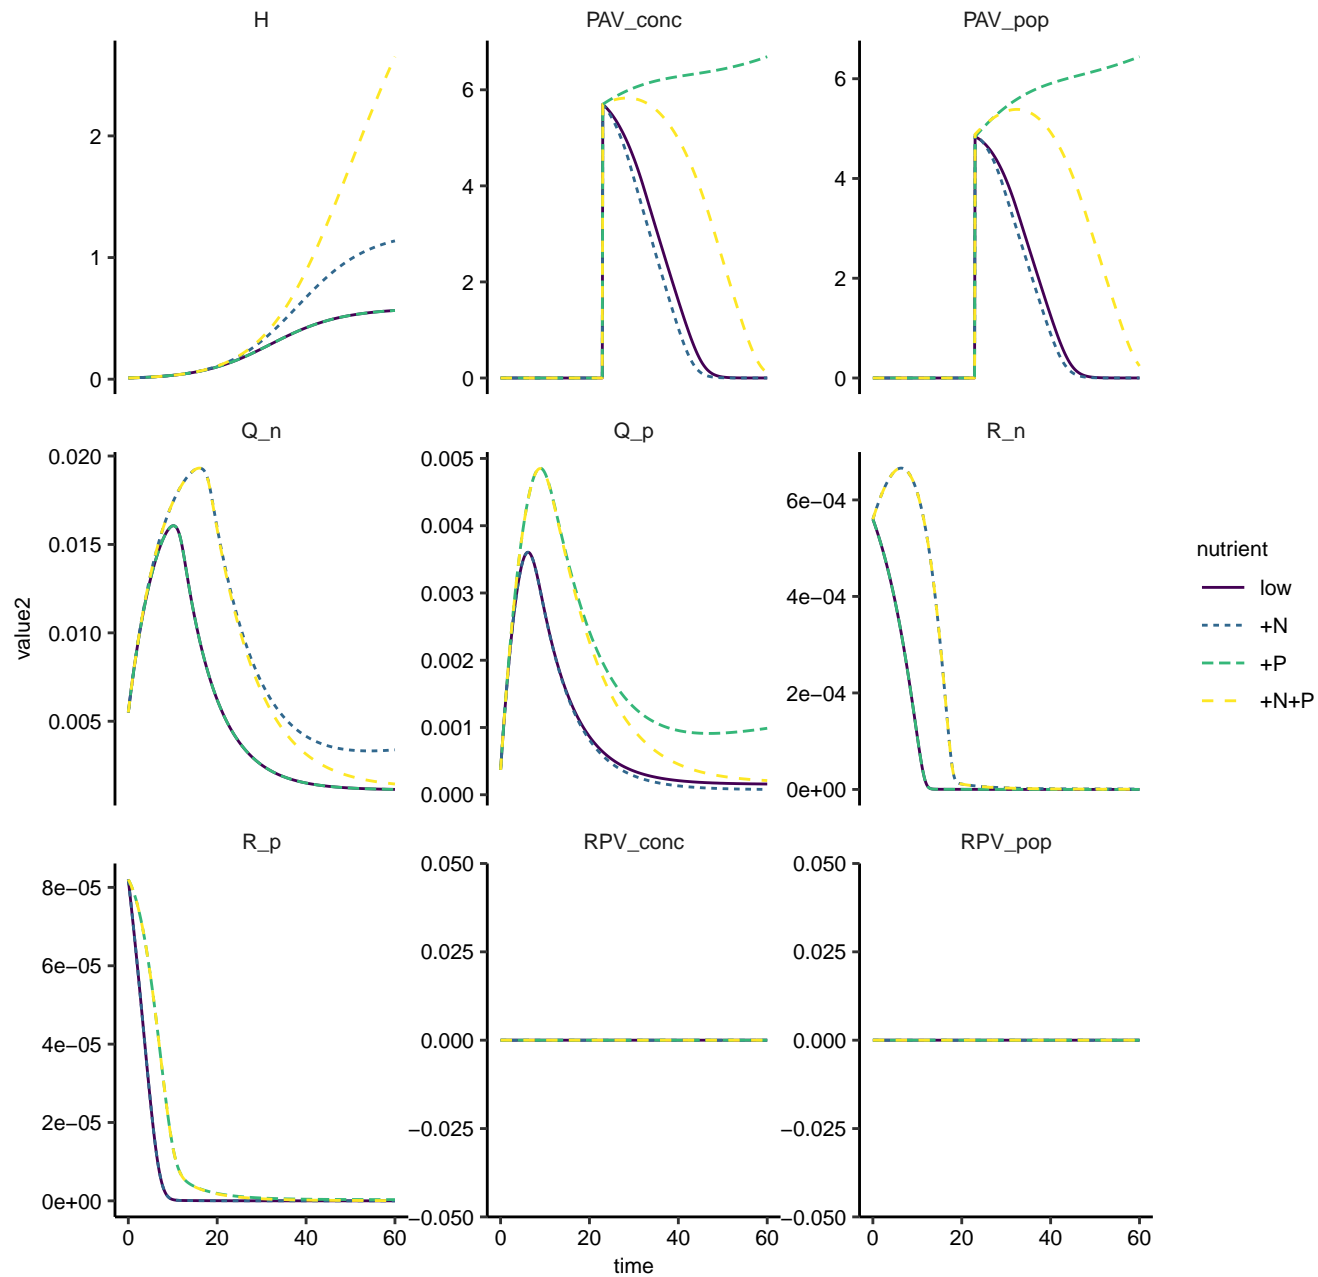 H
PAV_conc
PAV_pop
0
1
2
0
2
4
6
0
2
4
6
Q_n
Q_p
R_n
0.005
0.010
0.015
0.020
0.000
0.001
0.002
0.003
0.004
0.005
0e+00
2e−04
4e−04
6e−04
R_p
RPV_conc
RPV_pop
0e+00
2e−05
4e−05
6e−05
8e−05
−0.050
−0.025
0.000
0.025
0.050
−0.050
−0.025
0.000
0.025
0.050
0 20 40 60
0 20 40 60
0 20 40 60
time
value2
nutrient
low
+N
+P
+N+P